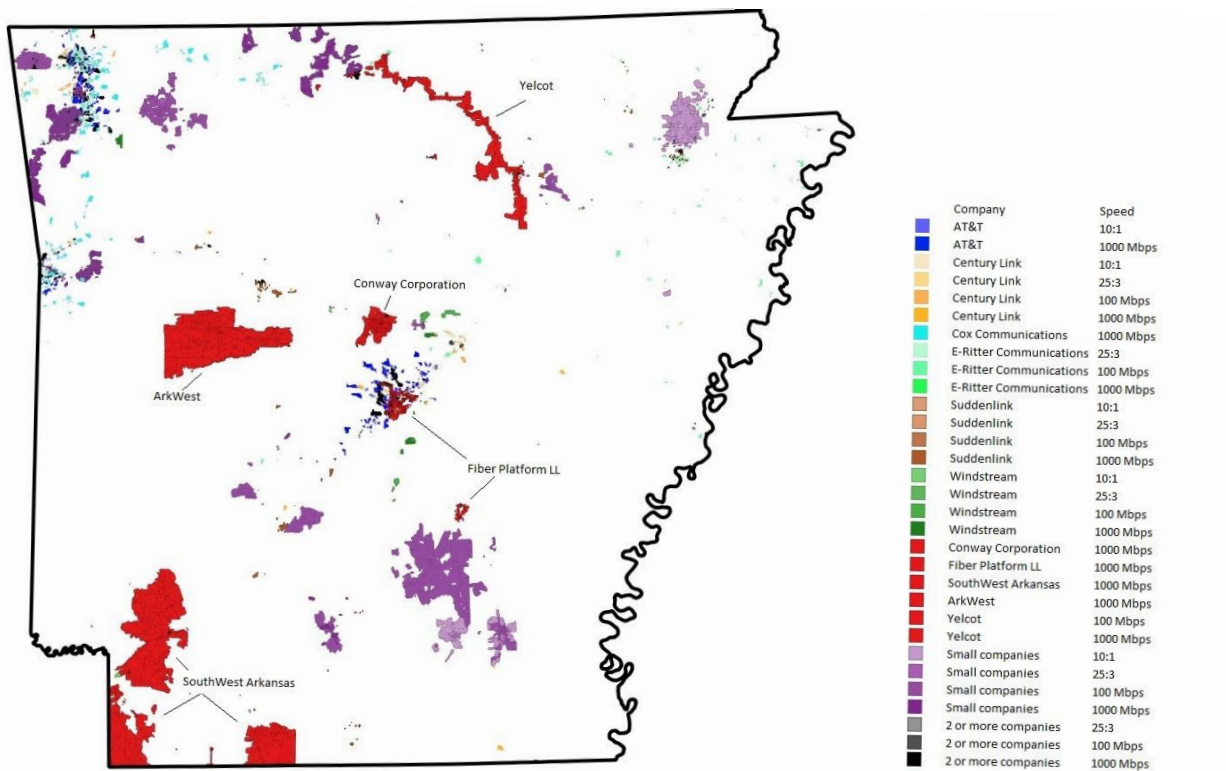 Yelcot
Conway Corporation
ArkWest
Fiber Platform LL
SouthWest Arkansas
Company Speed
AT&T 10:1
AT&T 1000 Mbps
Century Link 10:1
Century Link 25:3
Century Link 100 Mbps
Century Link 1000 Mbps
Cox Communications 1000 Mbps
E-Ritter Communications 25:3
E-Ritter Communications 100 Mbps
E-Ritter Communications 1000 Mbps
Suddenlink 10:1
Suddenlink 25:3
Suddenlink 100 Mbps
Suddenlink 1000 Mbps
Windstream 10:1
Windstream 25:3
Windstream 100 Mbps
Windstream 1000 Mbps
Conway Corporation 1000 Mbps
Fiber Platform LL 1000 Mbps
SouthWest Arkansas 1000 Mbps
ArkWest 1000 Mbps
Yelcot 100 Mbps
Yelcot 1000 Mbps
Small companies 10:1
Small companies 25:3
Small companies 100 Mbps
Small companies 1000 Mbps
2 or more companies 25:3
2 or more companies 100 Mbps
2 or more companies 1000 Mbps